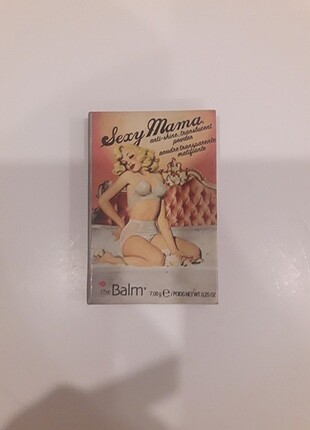 Sexy Mama
anti-shine translucent
powder
poudre transparente
matifiante
the Balm® 7.08 g ℮ / POIDS NET WT. 0.25 OZ